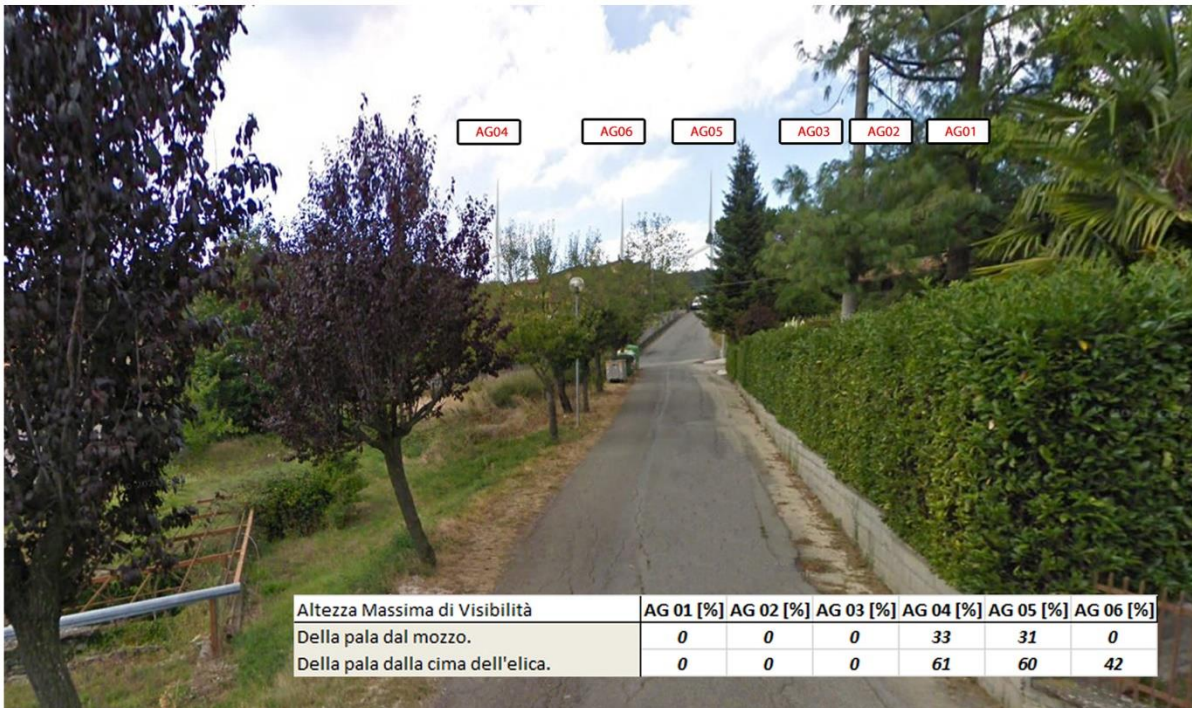 AG04 AG06 AG05 AG03 AG02 AG01
Altezza Massima di Visibilità AG 01 [%] AG 02 [%] AG 03 [%] AG 04 [%] AG 05 [%] AG 06 [%]
Della pala dal mozzo. 0 0 0 33 31 0
Della pala dalla cima dell'elica. 0 0 0 61 60 42